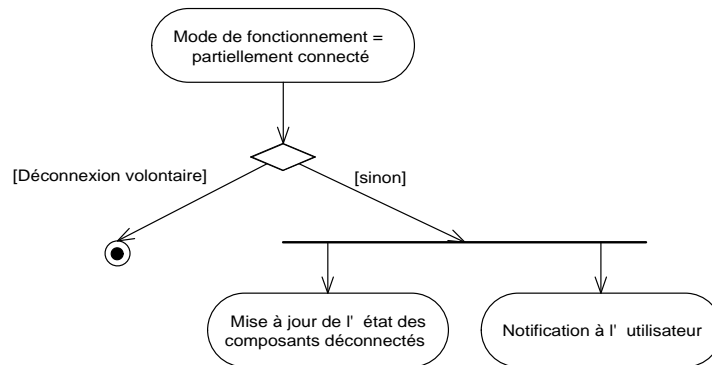 Mode de fonctionnement =
partiellement connecté
[Déconnexion volontaire]
[sinon]
Mise à jour de l' état des
composants déconnectés
Notification à l' utilisateur